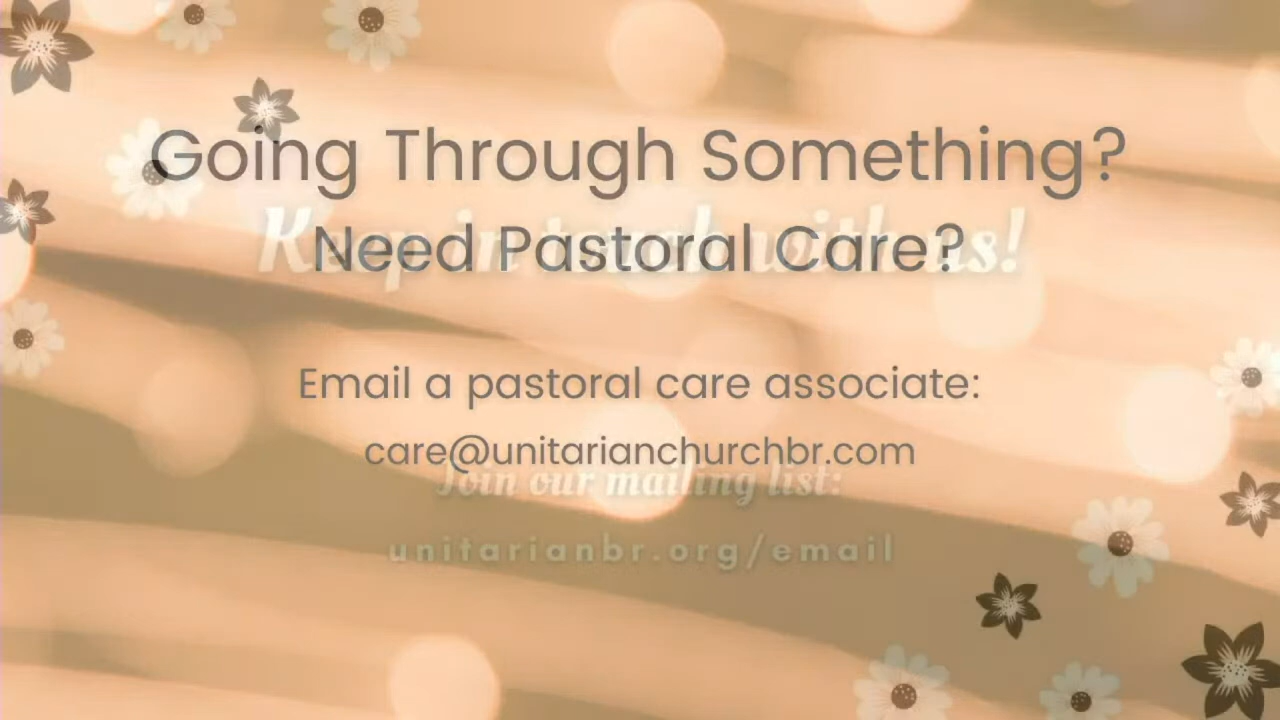 Going Through Something?
Keep in touch with us!
Need Pastoral Care?
Email a pastoral care associate:
care@unitarianchurchbr.com
Join our mailing list:
unitarianbr.org/email